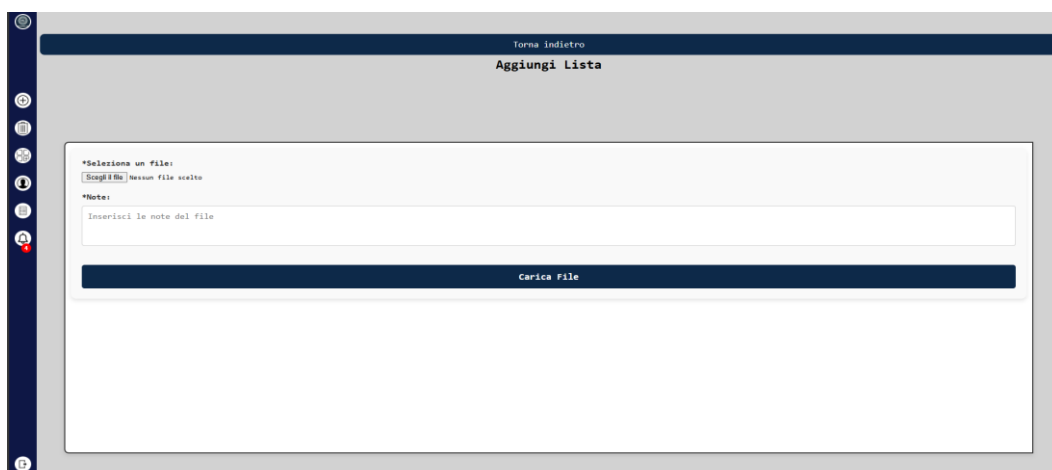 Torna indietro
Aggiungi Lista
*Seleziona un file:
Scegli il file Nessun file scelto
*Note:
Inserisci le note del file
4
Carica File